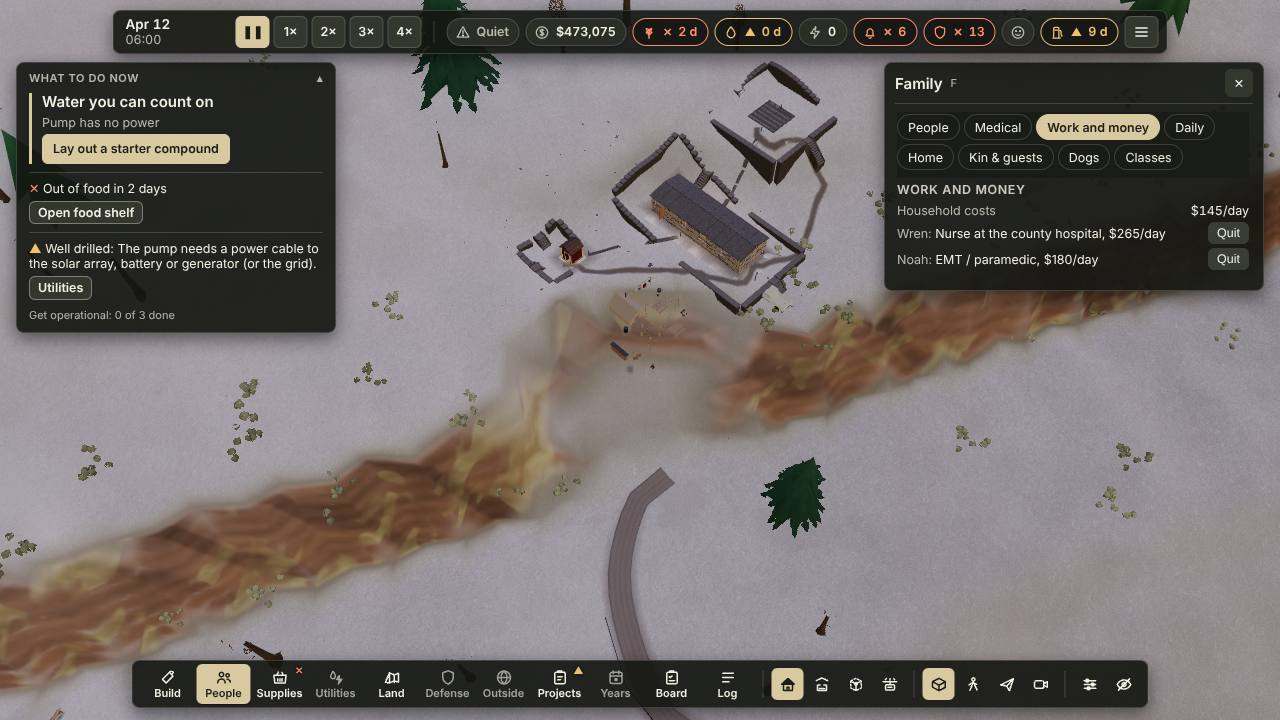 Apr 12
06:00
1×
2×
3×
4×
Quiet
$473,075
× 2 d
0 d
0
× 6
× 13
9 d
WHAT TO DO NOW
Water you can count on
Pump has no power
Lay out a starter compound
× Out of food in 2 days
Open food shelf
Well drilled: The pump needs a power cable to
the solar array, battery or generator (or the grid).
Utilities
Get operational: 0 of 3 done
Family F
People
Medical
Work and money
Daily
Home
Kin & guests
Dogs
Classes
WORK AND MONEY
Household costs $145/day
Wren: Nurse at the county hospital, $265/day Quit
Noah: EMT / paramedic, $180/day Quit
Build
People
Supplies
Utilities
Land
Defense
Outside
Projects
Years
Board
Log